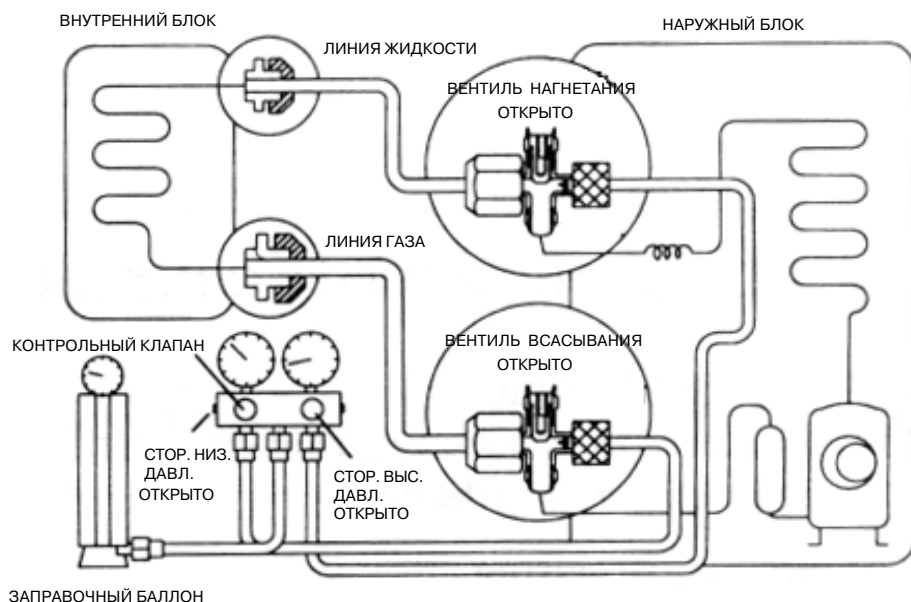 ВНУТРЕННИЙ БЛОК
НАРУЖНЫЙ БЛОК
ЛИНИЯ ЖИДКОСТИ
ВЕНТИЛЬ НАГНЕТАНИЯ
ОТКРЫТО
ЛИНИЯ ГАЗА
КОНТРОЛЬНЫЙ КЛАПАН
ВЕНТИЛЬ ВСАСЫВАНИЯ
ОТКРЫТО
СТОР. НИЗ.
ДАВЛ.
ОТКРЫТО
СТОР. ВЫС.
ДАВЛ.
ОТКРЫТО
ЗАПРАВОЧНЫЙ БАЛЛОН